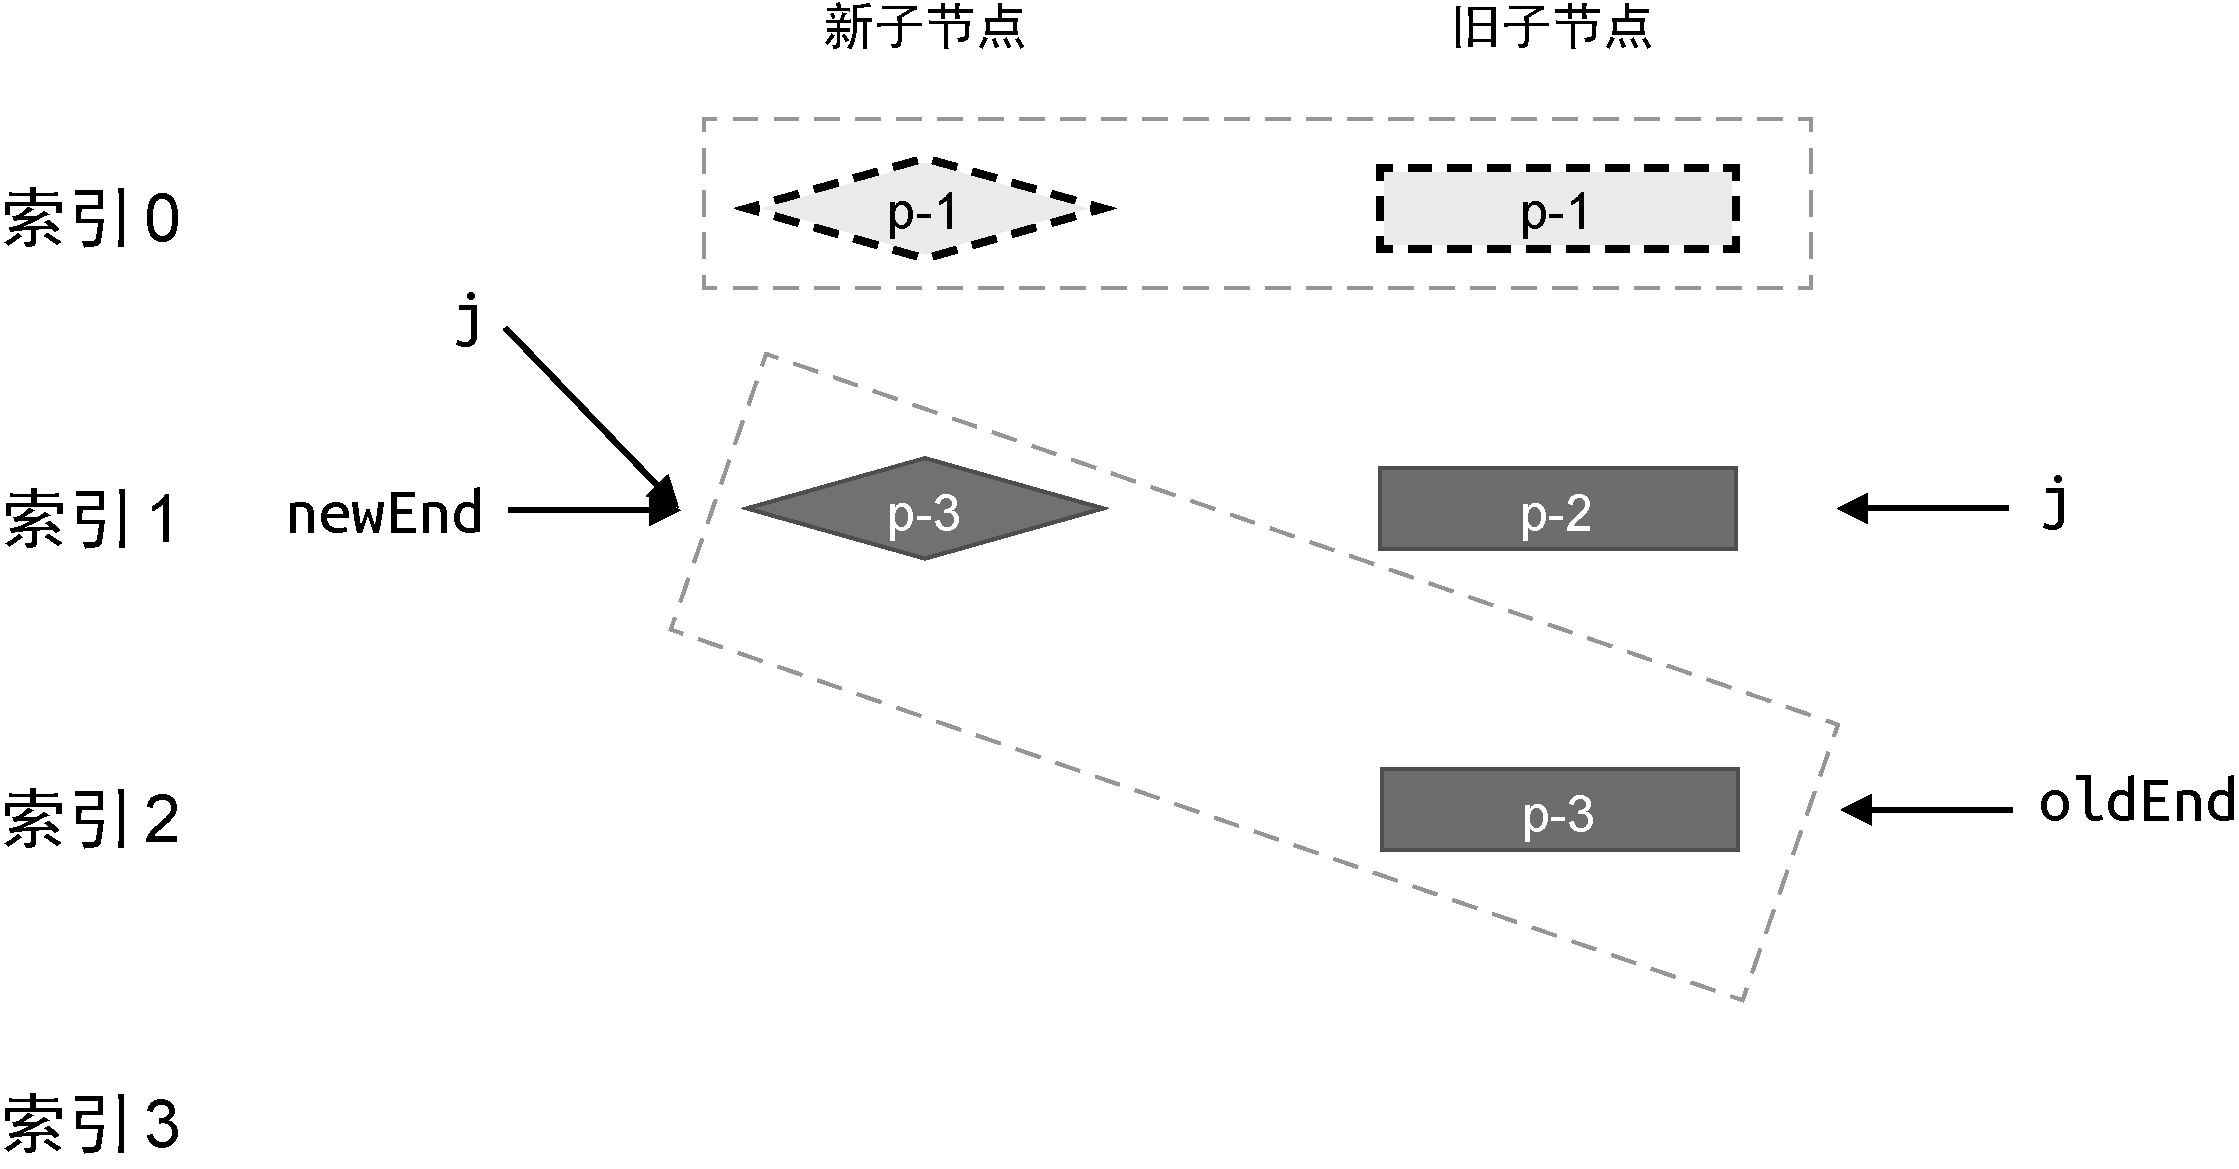 新子节点 旧子节点
索引0 p-1 p-1
j
索引1 newEnd p-3 p-2 j
索引2 p-3 oldEnd
索引3